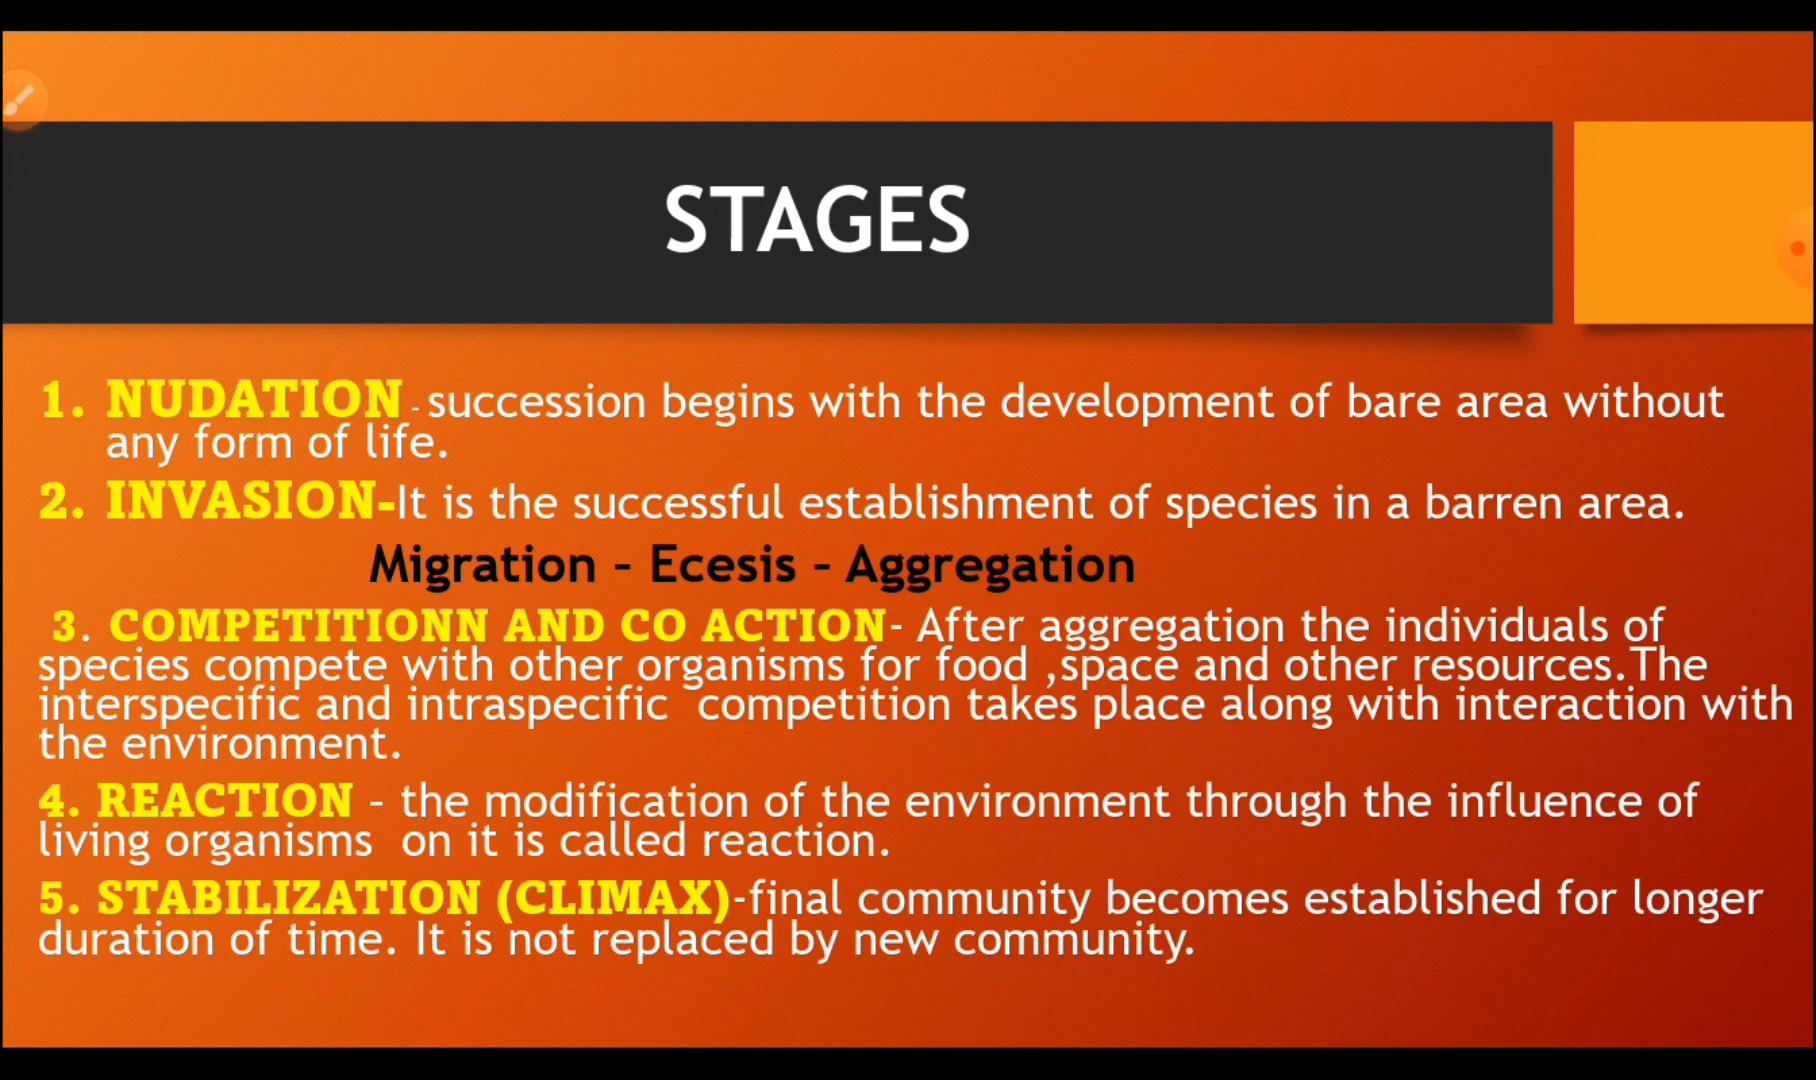 STAGES
1. NUDATION - succession begins with the development of bare area without
any form of life.
2. INVASION-It is the successful establishment of species in a barren area.
Migration – Ecesis – Aggregation
3. COMPETITIONN AND CO ACTION- After aggregation the individuals of
species compete with other organisms for food ,space and other resources.The
interspecific and intraspecific competition takes place along with interaction with
the environment.
4. REACTION – the modification of the environment through the influence of
living organisms on it is called reaction.
5. STABILIZATION (CLIMAX)-final community becomes established for longer
duration of time. It is not replaced by new community.